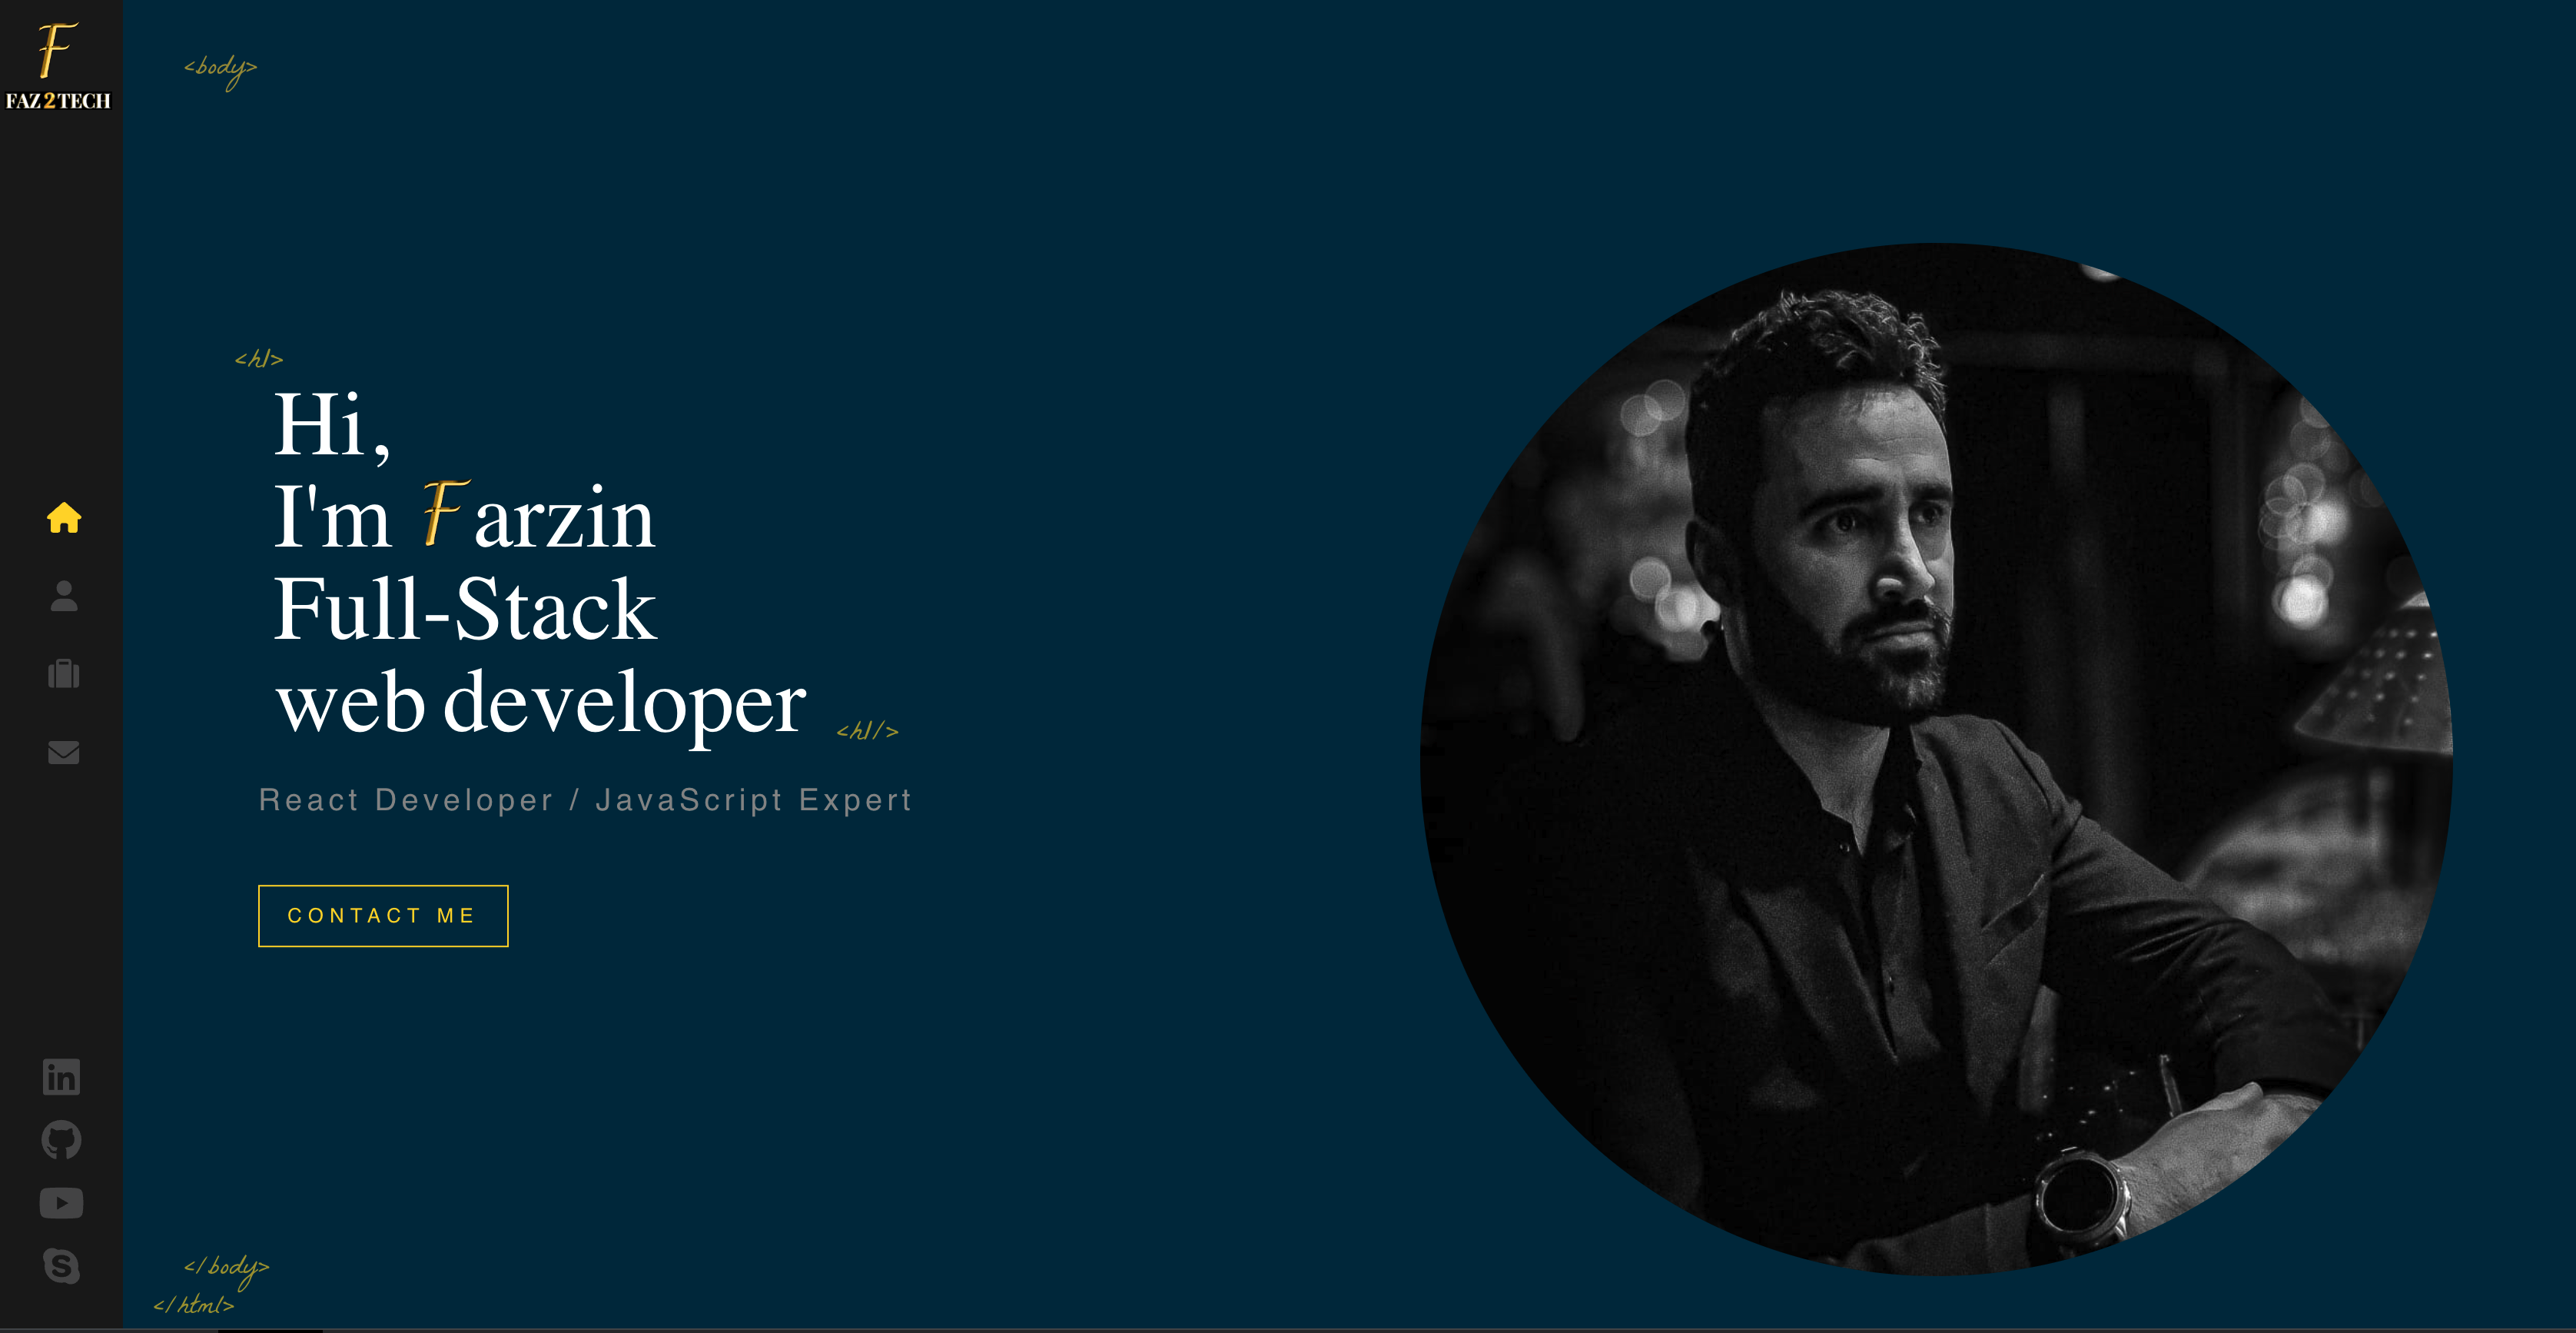 F
FAZ2TECH
<body>
<h1>
Hi,
I'm Farzin
Full-Stack
web developer
<h1/>
React Developer / JavaScript Expert
CONTACT ME
</body>
</html>